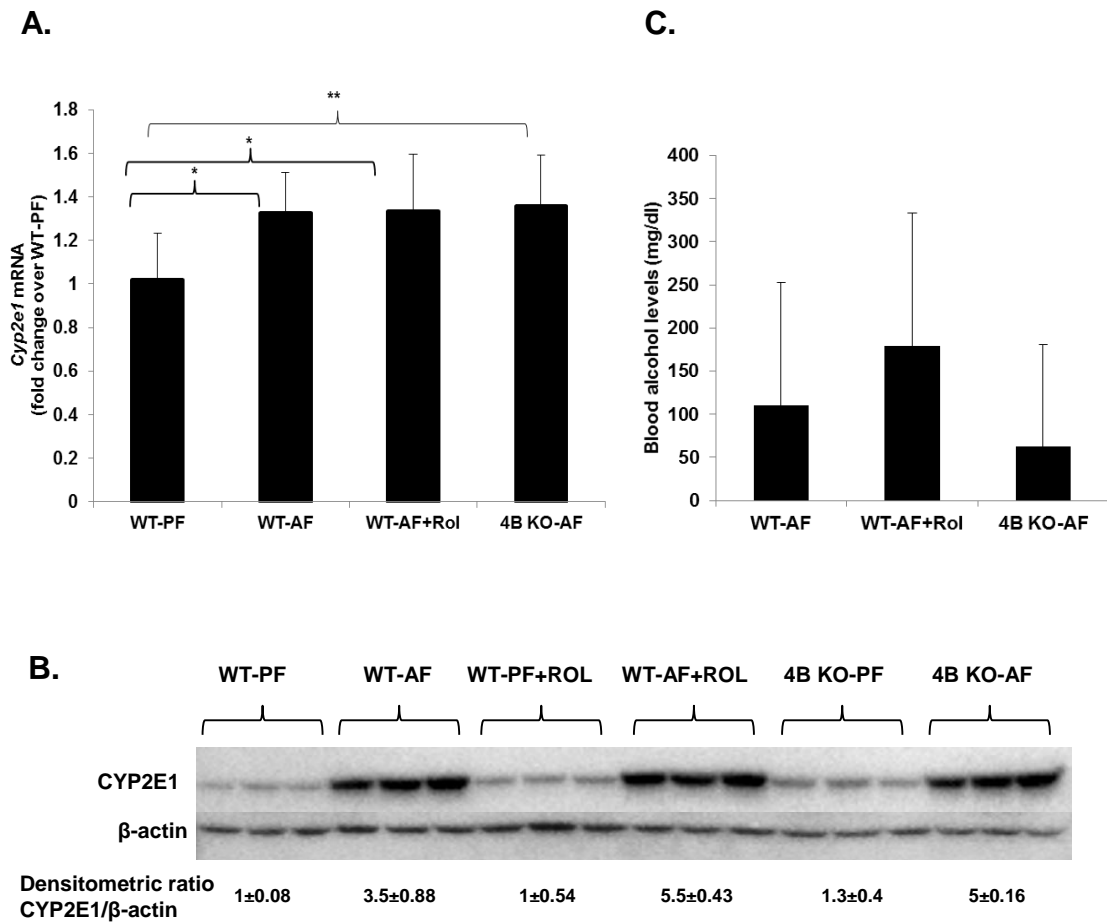 A.
**
*
*
Cyp2e1 mRNA
(fold change over WT-PF)
1.8
1.6
1.4
1.2
1
0.8
0.6
0.4
0.2
0
WT-PF WT-AF WT-AF+Rol 4B KO-AF
C.
Blood alcohol levels (mg/dl)
400
350
300
250
200
150
100
50
0
WT-AF WT-AF+Rol 4B KO-AF
B.
WT-PF WT-AF WT-PF+ROL WT-AF+ROL 4B KO-PF 4B KO-AF
CYP2E1
β-actin
Densitometric ratio
CYP2E1/β-actin
1±0.08 3.5±0.88 1±0.54 5.5±0.43 1.3±0.4 5±0.16